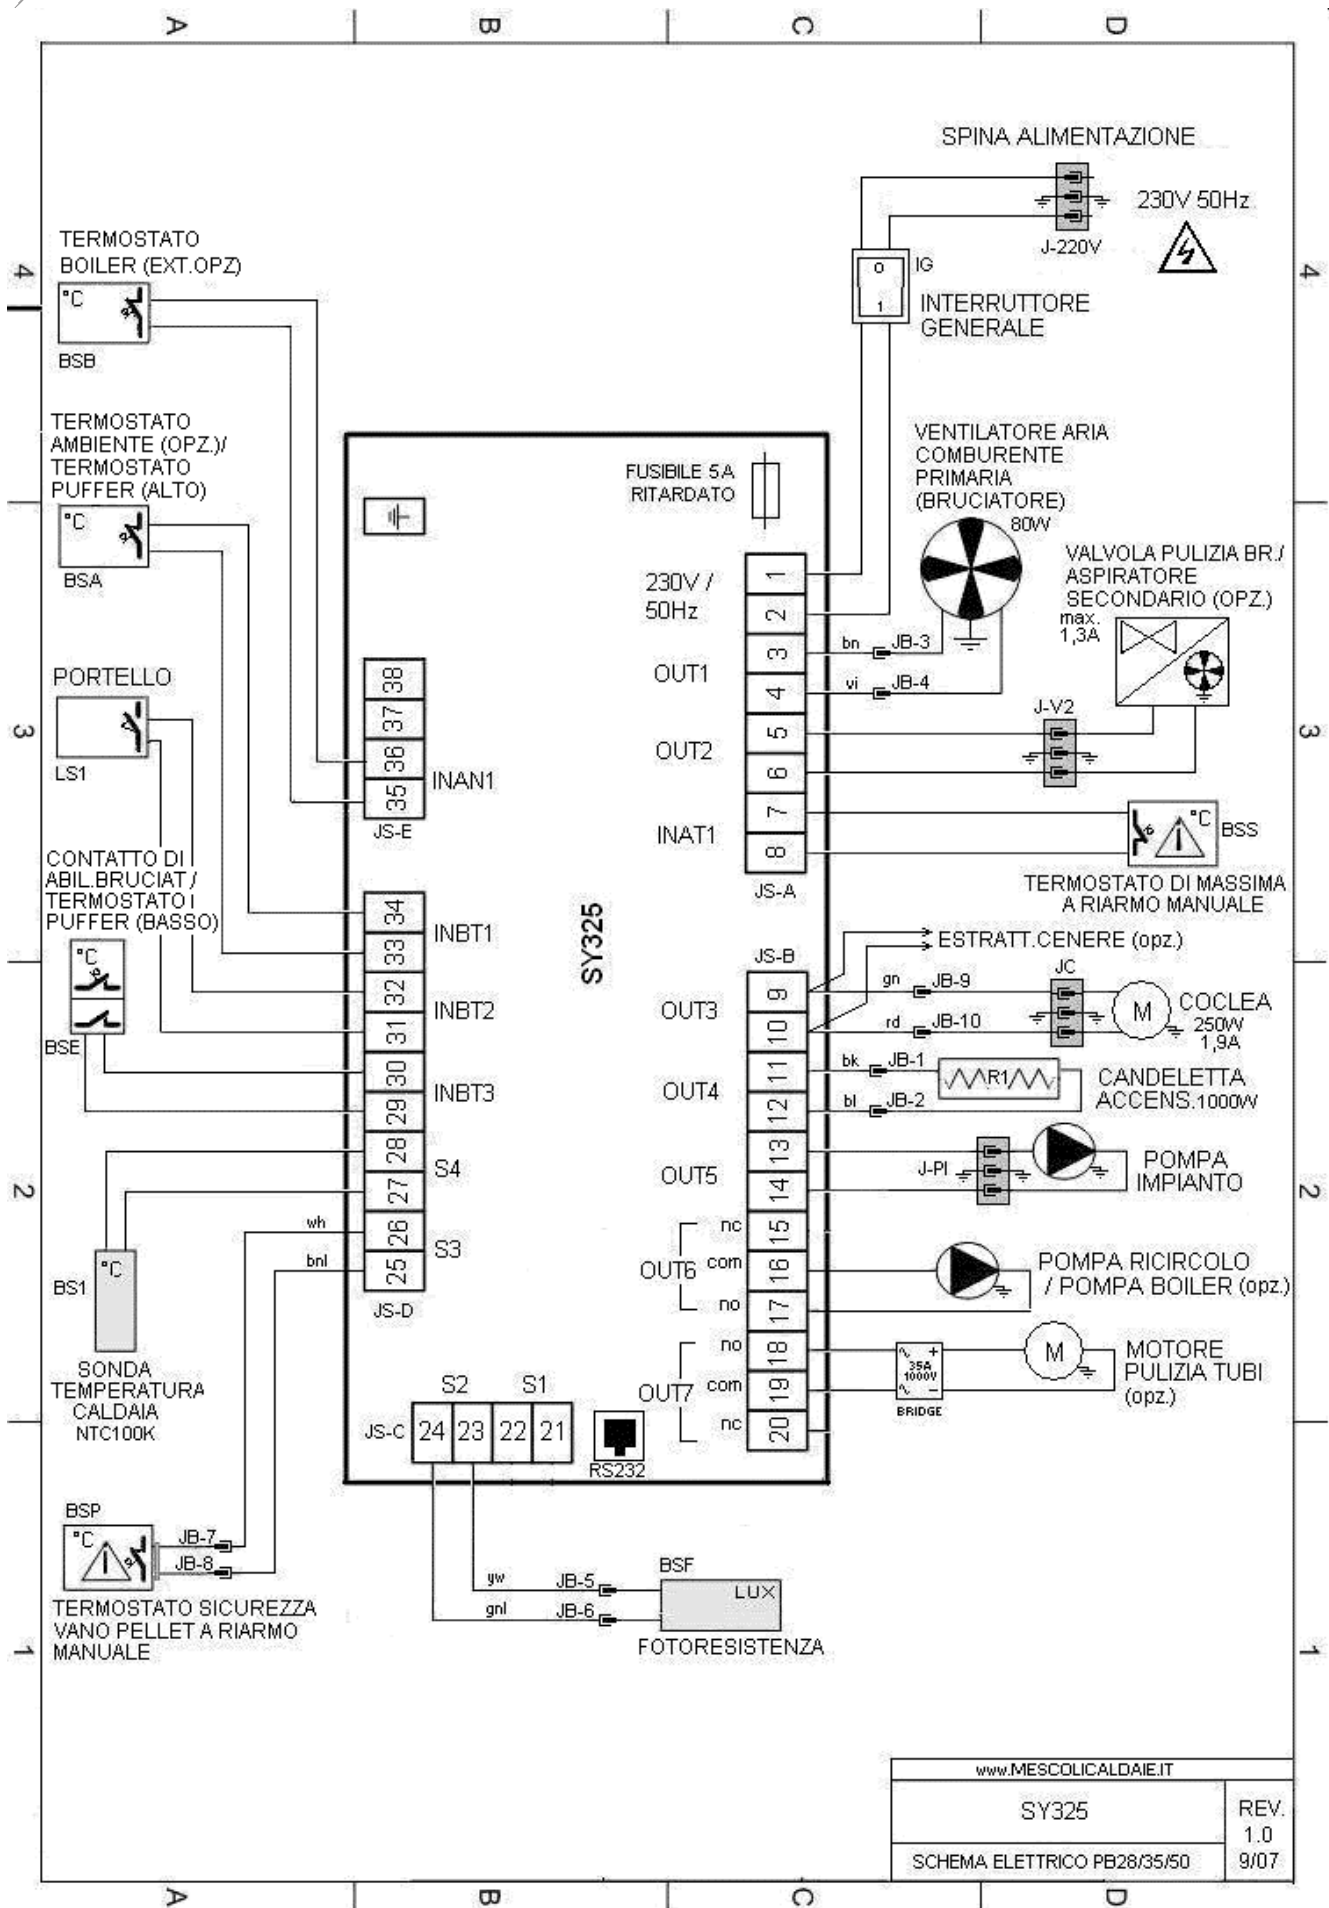 A B C D
SPINA ALIMENTAZIONE
230V 50Hz
J-220V
4 4
TERMOSTATO
BOILER (EXT.OPZ)
°C
BSB
0
IG
1
INTERRUTTORE
GENERALE
TERMOSTATO
AMBIENTE (OPZ.)/
TERMOSTATO
PUFFER (ALTO)
°C
BSA
FUSIBILE 5A
RITARDATO
VENTILATORE ARIA
COMBURENTE
PRIMARIA
(BRUCIATORE)
80W
VALVOLA PULIZIA BR./
ASPIRATORE
SECONDARIO (OPZ.)
max.
1,3A
230V /
50Hz
1
2
bn JB-3
OUT1
3
4
vi JB-4
J-V2
OUT2
5
6
INAT1
7
8
JS-A
°C
BSS
TERMOSTATO DI MASSIMA
A RIARMO MANUALE
PORTELLO
LS1
3 3
38
37
36
35
INAN1
JS-E
CONTATTO DI
ABIL.BRUCIAT/
TERMOSTATO
PUFFER (BASSO)
°C
BSE
34
33
INBT1
32
31
INBT2
30
29
INBT3
28
27
S4
26
25
S3
JS-D
SY325
JS-B
ESTRATT.CENERE (opz.)
OUT3
9
10
gn JB-9
rd JB-10
JC
M
COCLEA
250W
1,9A
OUT4
11
12
bk JB-1
bl JB-2
R1
CANDELETTA
ACCENS.1000W
OUT5
13
14
J-PI
POMPA
IMPIANTO
2 2
OUT6
nc 15
com 16
no 17
POMPA RICIRCOLO
/ POMPA BOILER (opz.)
OUT7
no 18
com 19
nc 20
35A
1000V
BRIDGE
M
MOTORE
PULIZIA TUBI
(opz.)
wh
bnl
°C
BS1
SONDA
TEMPERATURA
CALDAIA
NTC100K
S2 S1
JS-C 24 23 22 21
RS232
BSP
°C
JB-7
JB-8
TERMOSTATO SICUREZZA
VANO PELLET A RIARMO
MANUALE
yw JB-5
gnl JB-6
BSF
LUX
FOTORESISTENZA
1 1
www.MESCOLICALDAIE.IT
SY325
SCHEMA ELETTRICO PB28/35/50
REV.
1.0
9/07
A B C D